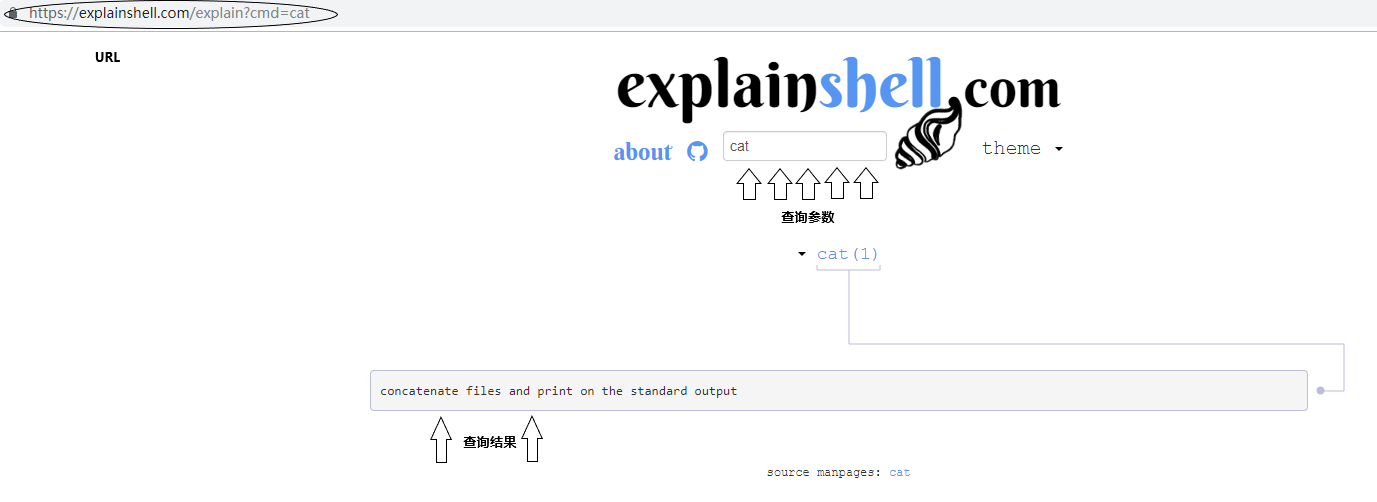 https://explainshell.com/explain?cmd=cat
URL
explainshell.com
about cat theme
查询参数
cat(1)
concatenate files and print on the standard output
查询结果
source manpages: cat